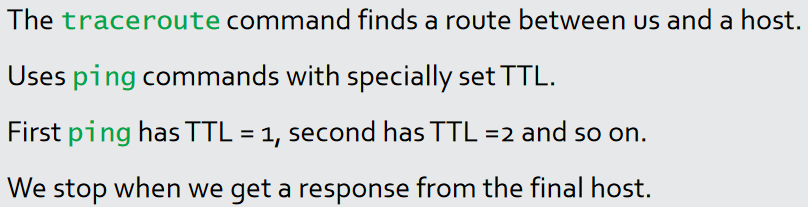 The traceroute command finds a route between us and a host.
Uses ping commands with specially set TTL.
First ping has TTL = 1, second has TTL =2 and so on.
We stop when we get a response from the final host.